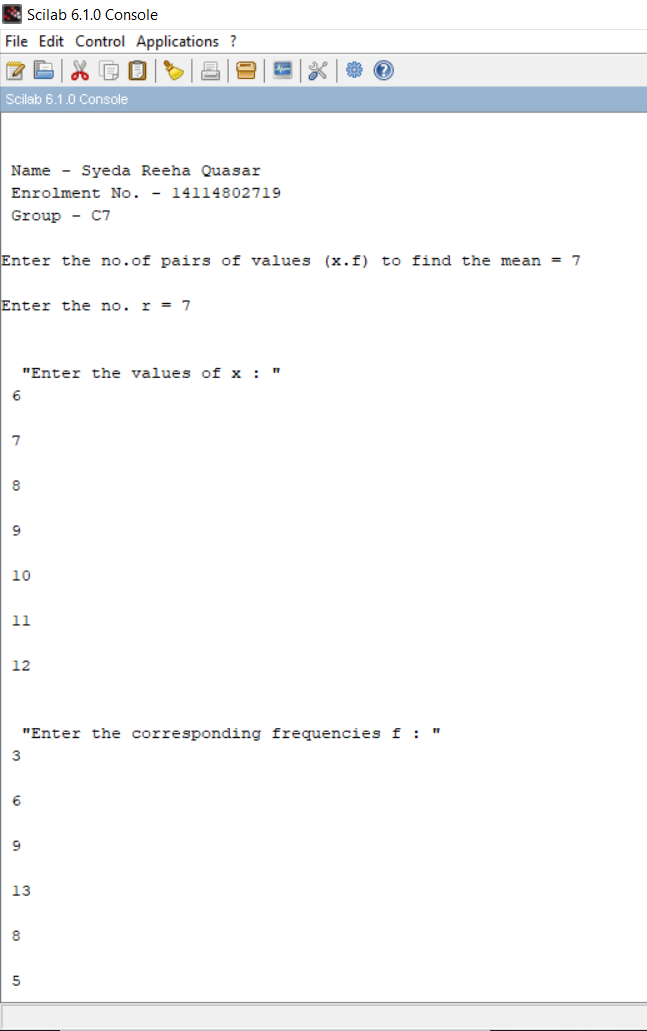 Scilab 6.1.0 Console
File Edit Control Applications ?
Scilab 6.1.0 Console
Name - Syeda Reeha Quasar
Enrolment No. - 14114802719
Group - C7
Enter the no.of pairs of values (x.f) to find the mean = 7
Enter the no. r = 7
"Enter the values of x : "
6
7
8
9
10
11
12
"Enter the corresponding frequencies f : "
3
6
9
13
8
5